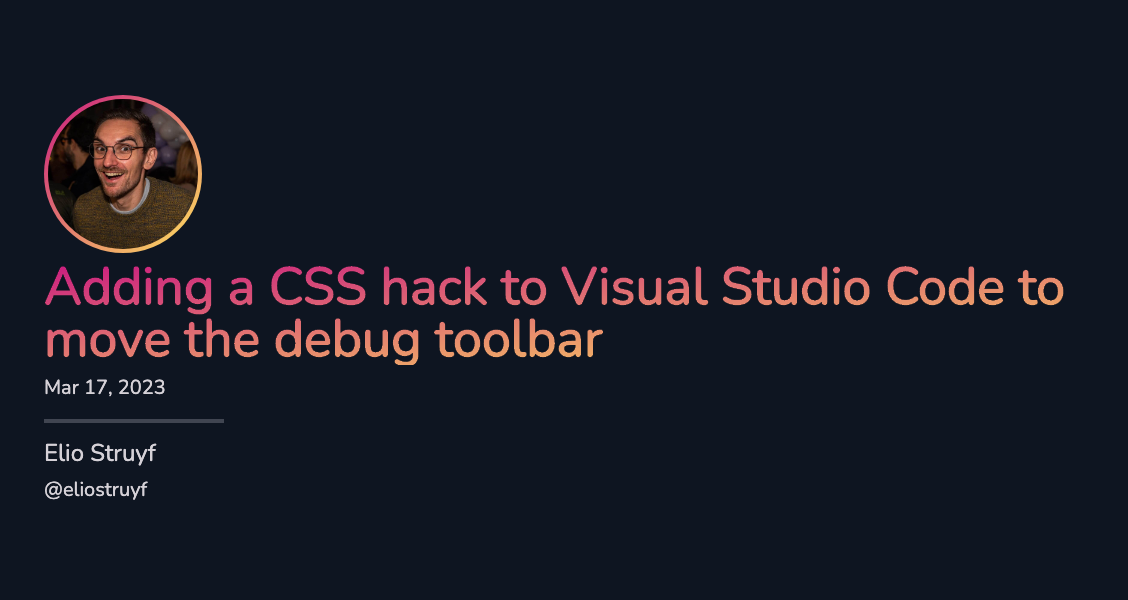 Adding a CSS hack to Visual Studio Code to
move the debug toolbar
Mar 17, 2023
Elio Struyf
@eliostruyf